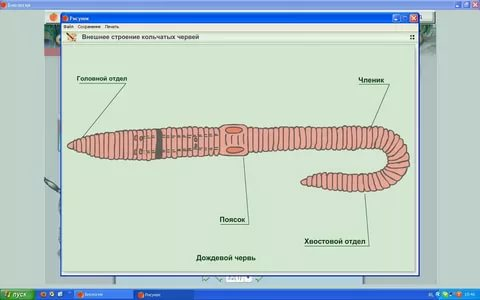 Биология
Рисунок
Файл Сохранение Печать
Внешнее строение кольчатых червей
Головной отдел
Членик
Поясок
Хвостовой отдел
Дождевой червь
пуск
Биология
Рисунок